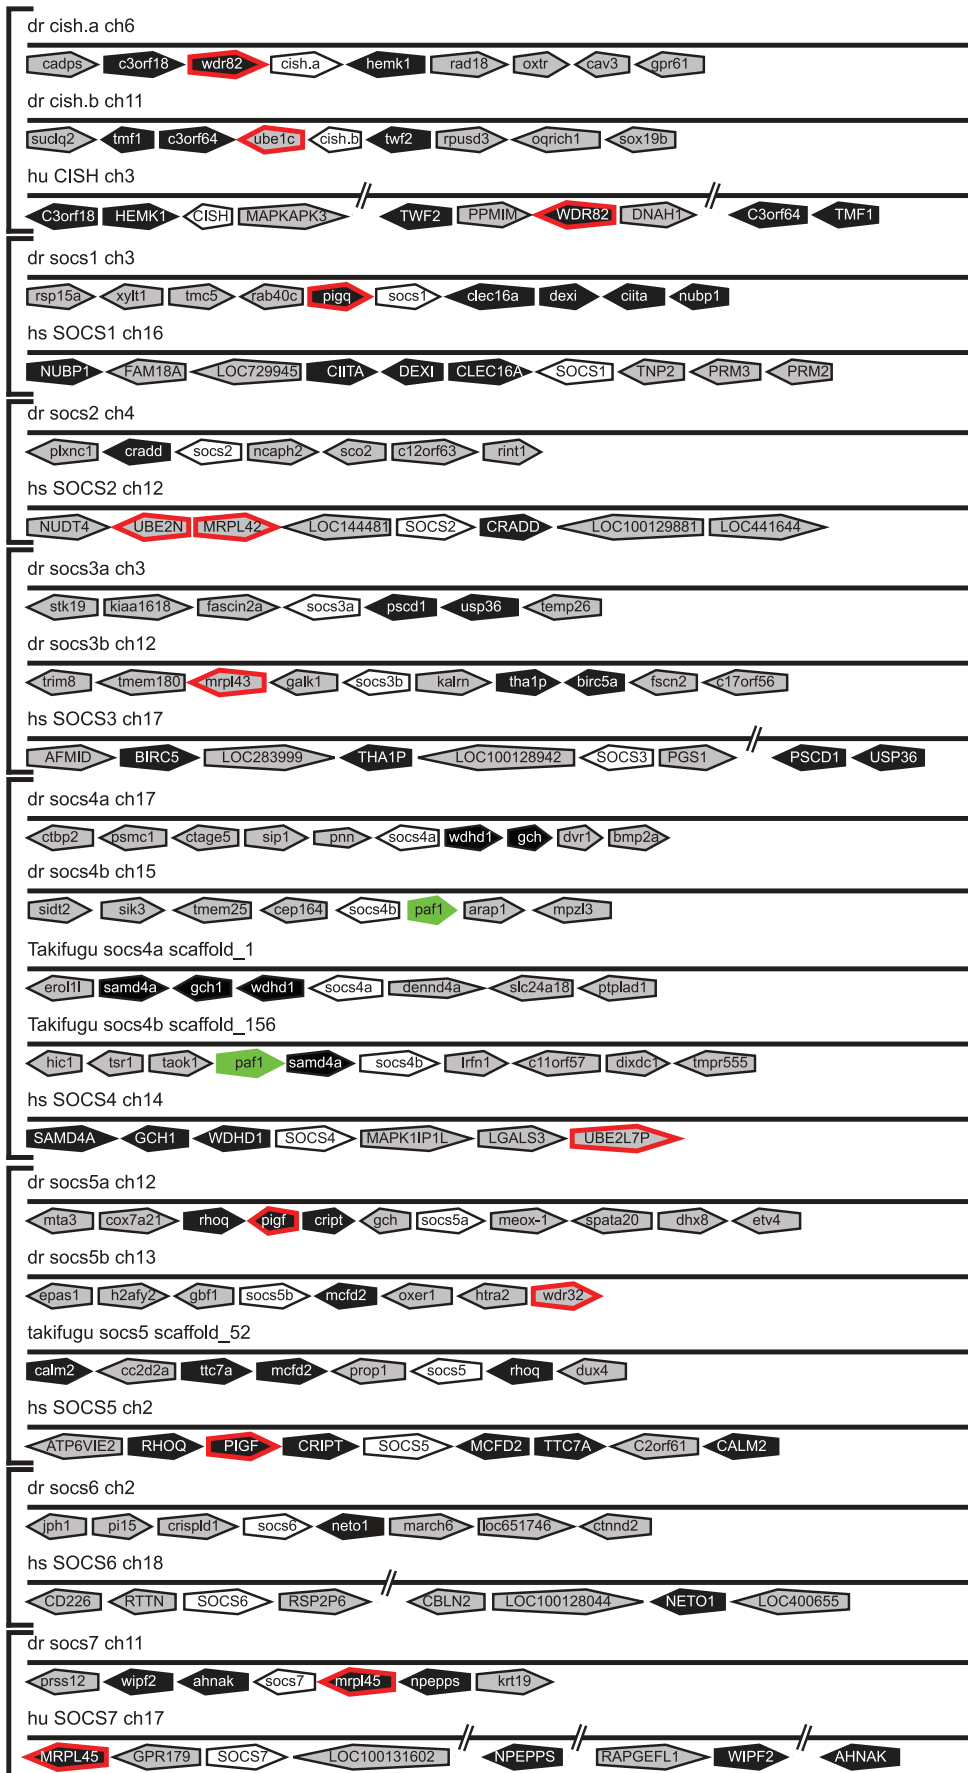 dr cish.a ch6
cadps c3orf18 wdr82 cish.a hemk1 rad18 oxtr cav3 gpr61
dr cish.b ch11
suclq2 tmf1 c3orf64 ube1c cish.b twf2 rpusd3 oqrich1 sox19b
hu CISH ch3
C3orf18 HEMK1 CISH MAPKAPK3 // TWF2 PPMIM WDR82 DNAH1 // C3orf64 TMF1
dr socs1 ch3
rsp15a xylt1 tmc5 rab40c pigq socs1 clec16a dexi ciita nubp1
hs SOCS1 ch16
NUBP1 FAM18A LOC729945 CIITA DEXI CLEC16A SOCS1 TNP2 PRM3 PRM2
dr socs2 ch4
plxnc1 cradd socs2 ncaph2 sco2 c12orf63 rint1
hs SOCS2 ch12
NUDT4 UBE2N MRPL42 LOC144481 SOCS2 CRADD LOC100129881 LOC441644
dr socs3a ch3
stk19 kiaa1618 fascin2a socs3a pscd1 usp36 temp26
dr socs3b ch12
trim8 tmem180 mrpl43 galk1 socs3b kalrn tha1p birc5a fscn2 c17orf56
hs SOCS3 ch17
AFMID BIRC5 LOC283999 THA1P LOC100128942 SOCS3 PGS1 // PSCD1 USP36
dr socs4a ch17
ctbp2 psmc1 ctage5 sip1 pnn socs4a wdhd1 gch dvr1 bmp2a
dr socs4b ch15
sidt2 sik3 tmem25 cep164 socs4b paf1 arap1 mpzl3
Takifugu socs4a scaffold_1
erol1l samd4a gch1 wdhd1 socs4a dennd4a slc24a18 ptplad1
Takifugu socs4b scaffold_156
hic1 tsr1 taok1 paf1 samd4a socs4b lrfn1 c11orf57 dixdc1 tmpr555
hs SOCS4 ch14
SAMD4A GCH1 WDHD1 SOCS4 MAPK1IP1L LGALS3 UBE2L7P
dr socs5a ch12
mta3 cox7a21 rhoq pigf cript gch socs5a meox-1 spata20 dhx8 etv4
dr socs5b ch13
epas1 h2afy2 gbf1 socs5b mcfd2 oxer1 htra2 wdr32
takifugu socs5 scaffold_52
calm2 cc2d2a ttc7a mcfd2 prop1 socs5 rhoq dux4
hs SOCS5 ch2
ATP6VIE2 RHOQ PIGF CRIPT SOCS5 MCFD2 TTC7A C2orf61 CALM2
dr socs6 ch2
jph1 pi15 crispld1 socs6 neto1 march6 loc651746 ctnnd2
hs SOCS6 ch18
CD226 RTTN SOCS6 RSP2P6 // CBLN2 LOC100128044 NETO1 LOC400655
dr socs7 ch11
prss12 wipf2 ahnak socs7 mrpl45 npepps krt19
hu SOCS7 ch17
MRPL45 GPR179 SOCS7 LOC100131602 // NPEPPS // RAPGEFL1 WIPF2 // AHNAK